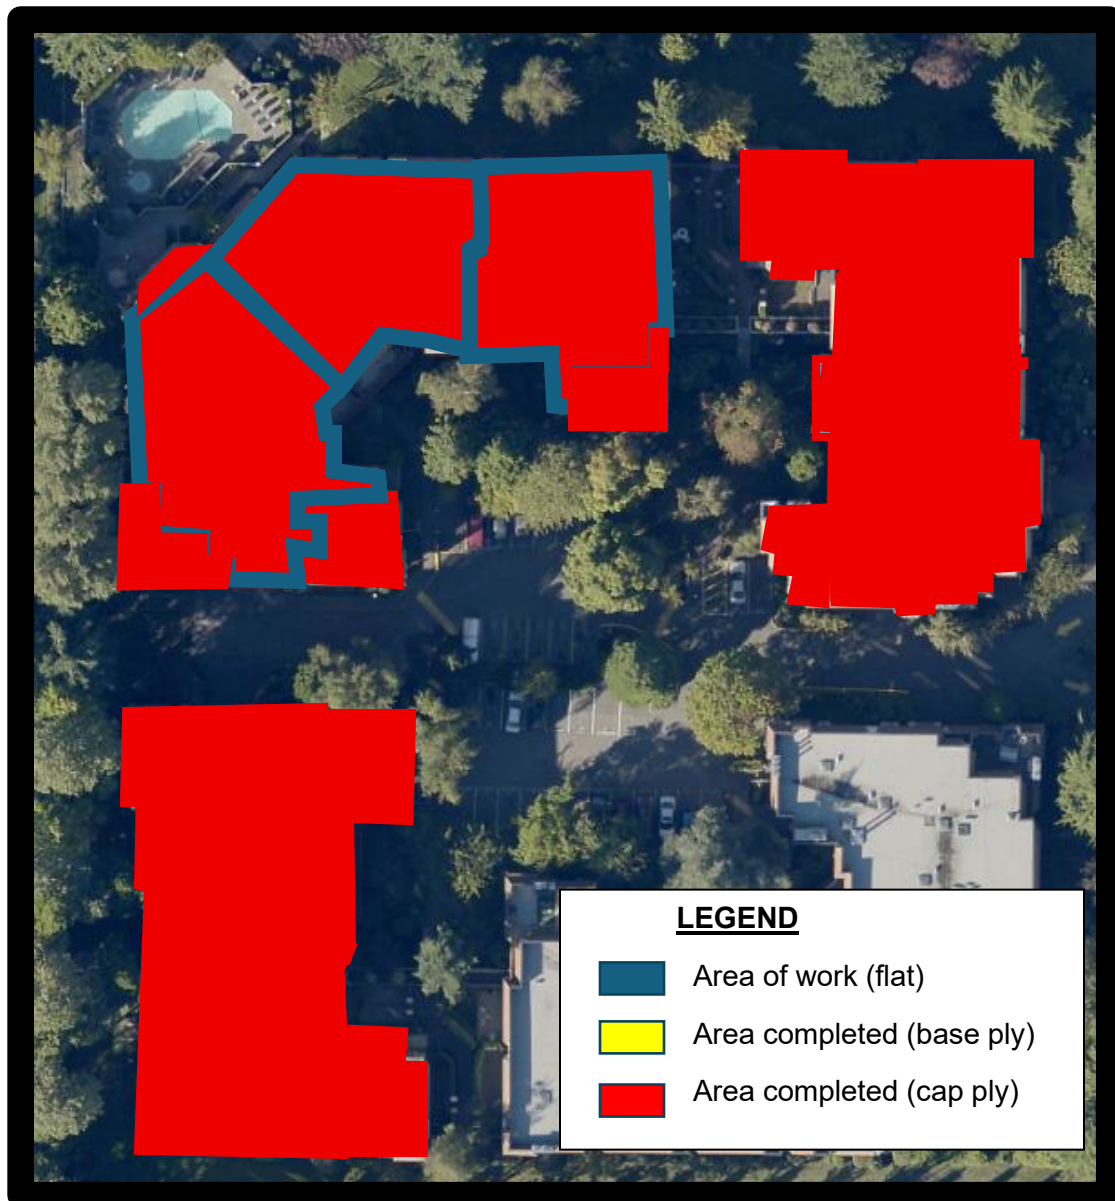 LEGEND
Area of work (flat)
Area completed (base ply)
Area completed (cap ply)